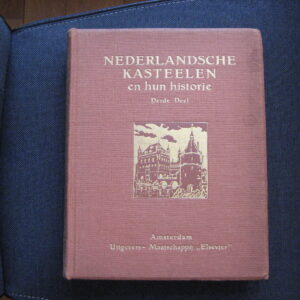 NEDERLANDSCHE
KASTEELEN
en hun historie
Derde Deel
Amsterdam
Uitgevers-Maatschappij „Elsevier"